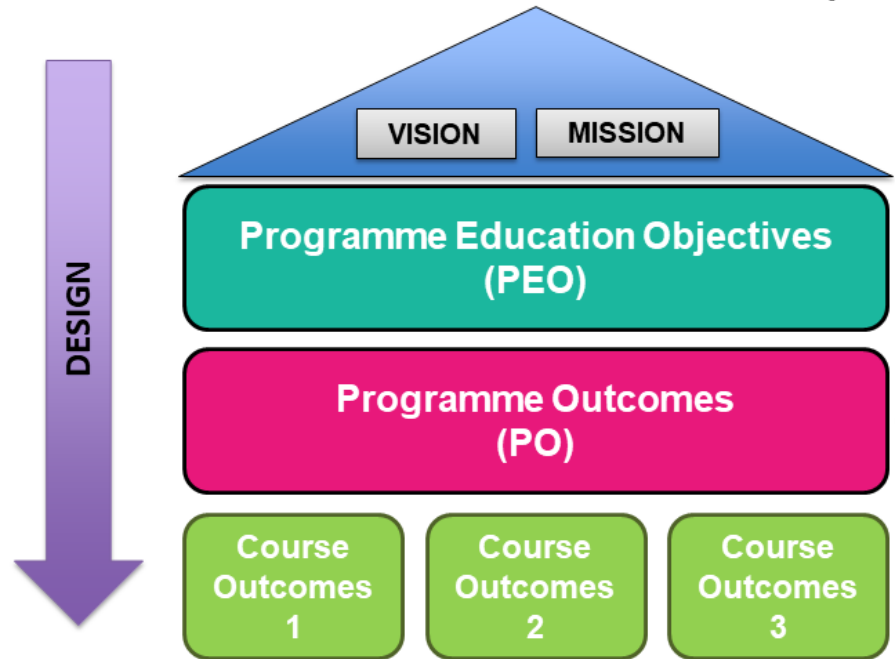 VISION
MISSION
DESIGN
Programme Education Objectives
(PEO)
Programme Outcomes
(PO)
Course
Outcomes
1
Course
Outcomes
2
Course
Outcomes
3